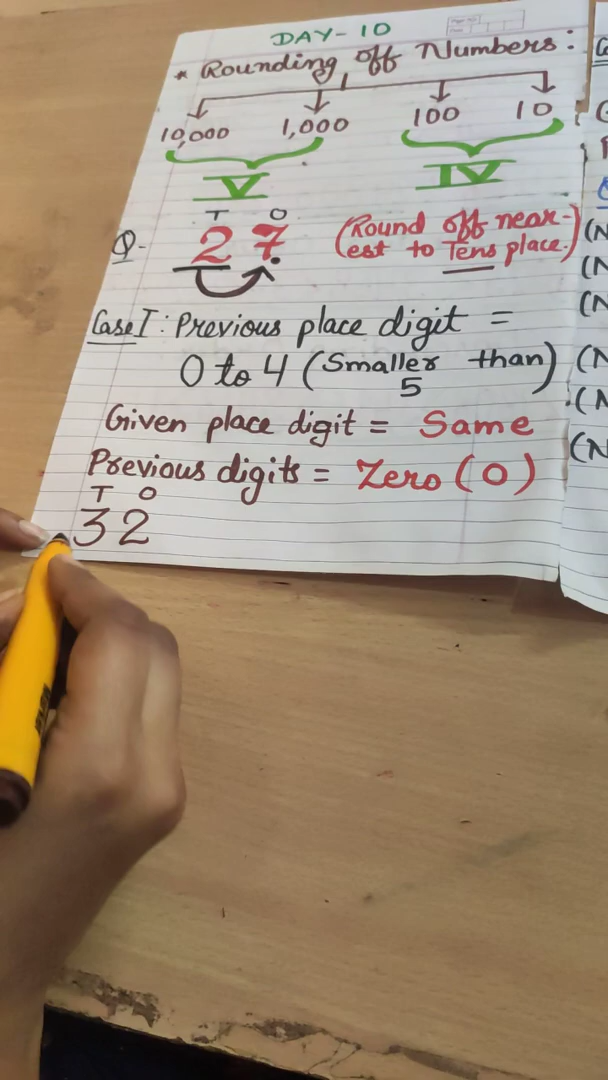 DAY-10
* Rounding off Numbers:
10,000 1,000 100 10
V IV
T O
Q- 2 7 (Round off near-
est to Tens place.)
Case I: Previous place digit =
0 to 4 (Smaller than)
5
Given place digit = Same
Previous digits = Zero (0)
T O
32